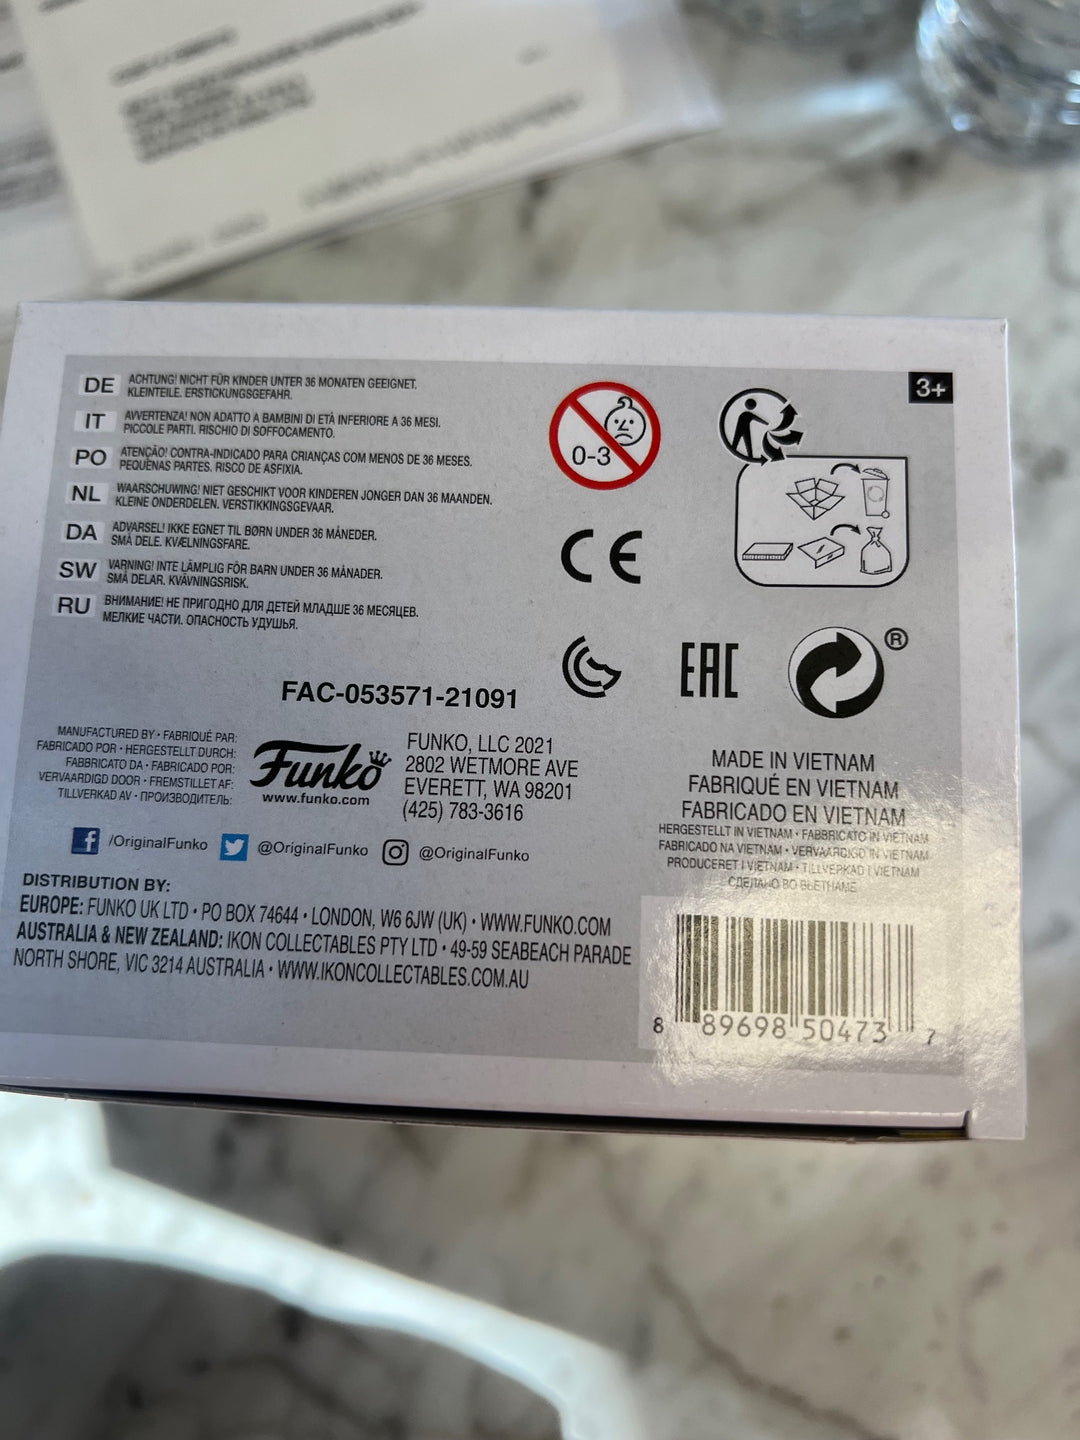 DE ACHTUNG! NICHT FÜR KINDER UNTER 36 MONATEN GEEIGNET.
KLEINTEILE. ERSTICKUNGSGEFAHR.
IT AVVERTENZA! NON ADATTO A BAMBINI DI ETÀ INFERIORE A 36 MESI.
PICCOLE PARTI. RISCHIO DI SOFFOCAMENTO.
PO ATENÇÃO! CONTRA-INDICADO PARA CRIANÇAS COM MENOS DE 36 MESES.
PEQUENAS PARTES. RISCO DE ASFIXIA.
NL WAARSCHUWING! NIET GESCHIKT VOOR KINDEREN JONGER DAN 36 MAANDEN.
KLEINE ONDERDELEN. VERSTIKKINGSGEVAAR.
DA ADVARSEL! IKKE EGNET TIL BØRN UNDER 36 MÅNEDER.
SMÅ DELE. KVÆLNINGSFARE.
SW VARNING! INTE LÄMPLIG FÖR BARN UNDER 36 MÅNADER.
SMÅ DELAR. KVÄVNINGSRISK.
RU ВНИМАНИЕ! НЕ ПРИГОДНО ДЛЯ ДЕТЕЙ МЛАДШЕ 36 МЕСЯЦЕВ.
МЕЛКИЕ ЧАСТИ. ОПАСНОСТЬ УДУШЬЯ.
0-3
3+
CE
EAC
®
FAC-053571-21091
MANUFACTURED BY • FABRIQUÉ PAR:
FABRICADO POR • HERGESTELLT DURCH:
FABBRICATO DA • FABRICADO POR:
VERVAARDIGD DOOR • FREMSTILLET AF:
TILLVERKAD AV • ПРОИЗВОДИТЕЛЬ:
Funko
www.funko.com
FUNKO, LLC 2021
2802 WETMORE AVE
EVERETT, WA 98201
(425) 783-3616
MADE IN VIETNAM
FABRIQUÉ EN VIETNAM
FABRICADO EN VIETNAM
HERGESTELLT IN VIETNAM • FABBRICATO IN VIETNAM
FABRICADO NA VIETNAM • VERVAARDIGD IN VIETNAM
PRODUCERET I VIETNAM • TILLVERKAD I VIETNAM
СДЕЛАНО ВО ВЬЕТНАМЕ
f /OriginalFunko @OriginalFunko @OriginalFunko
DISTRIBUTION BY:
EUROPE: FUNKO UK LTD • PO BOX 74644 • LONDON, W6 6JW (UK) • WWW.FUNKO.COM
AUSTRALIA & NEW ZEALAND: IKON COLLECTABLES PTY LTD • 49-59 SEABEACH PARADE
NORTH SHORE, VIC 3214 AUSTRALIA • WWW.IKONCOLLECTABLES.COM.AU
8 89698 50473 7